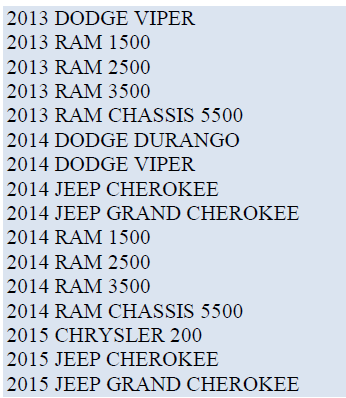 2013 DODGE VIPER
2013 RAM 1500
2013 RAM 2500
2013 RAM 3500
2013 RAM CHASSIS 5500
2014 DODGE DURANGO
2014 DODGE VIPER
2014 JEEP CHEROKEE
2014 JEEP GRAND CHEROKEE
2014 RAM 1500
2014 RAM 2500
2014 RAM 3500
2014 RAM CHASSIS 5500
2015 CHRYSLER 200
2015 JEEP CHEROKEE
2015 JEEP GRAND CHEROKEE